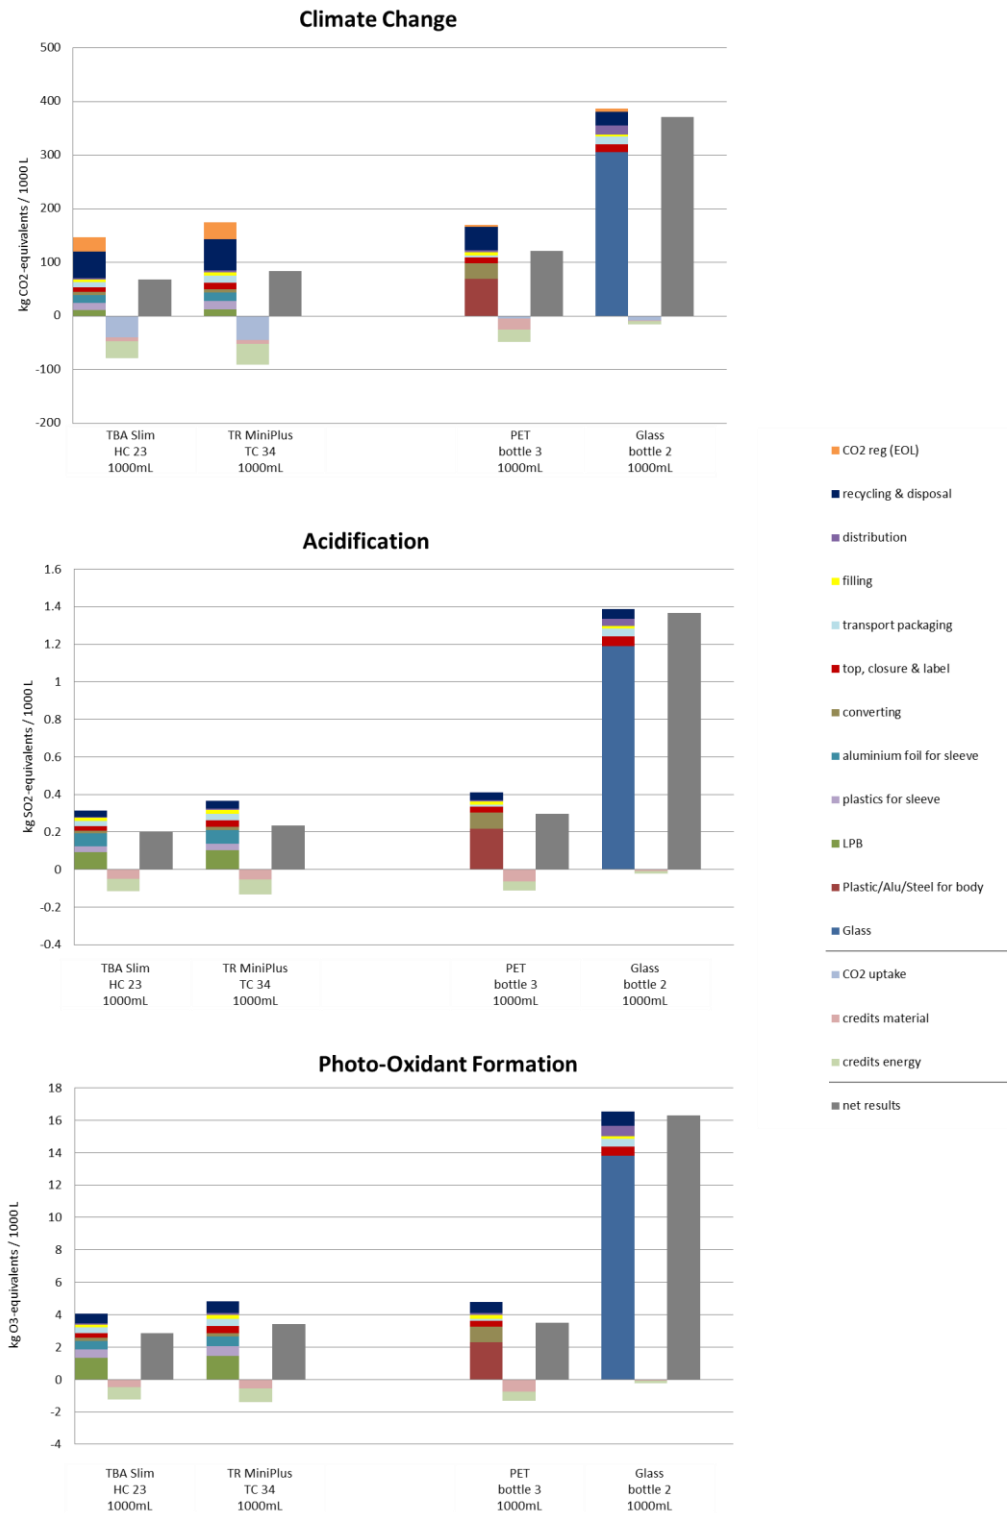 Climate Change
kg CO2-equivalents / 1000 L
500
400
300
200
100
0
-100
-200
TBA Slim
HC 23
1000mL
TR MiniPlus
TC 34
1000mL
PET
bottle 3
1000mL
Glass
bottle 2
1000mL
Acidification
kg SO2-equivalents / 1000 L
1.6
1.4
1.2
1
0.8
0.6
0.4
0.2
0
-0.2
-0.4
TBA Slim
HC 23
1000mL
TR MiniPlus
TC 34
1000mL
PET
bottle 3
1000mL
Glass
bottle 2
1000mL
Photo-Oxidant Formation
kg O3-equivalents / 1000 L
18
16
14
12
10
8
6
4
2
0
-2
-4
TBA Slim
HC 23
1000mL
TR MiniPlus
TC 34
1000mL
PET
bottle 3
1000mL
Glass
bottle 2
1000mL
CO2 reg (EOL)
recycling & disposal
distribution
filling
transport packaging
top, closure & label
converting
aluminium foil for sleeve
plastics for sleeve
LPB
Plastic/Alu/Steel for body
Glass
CO2 uptake
credits material
credits energy
net results